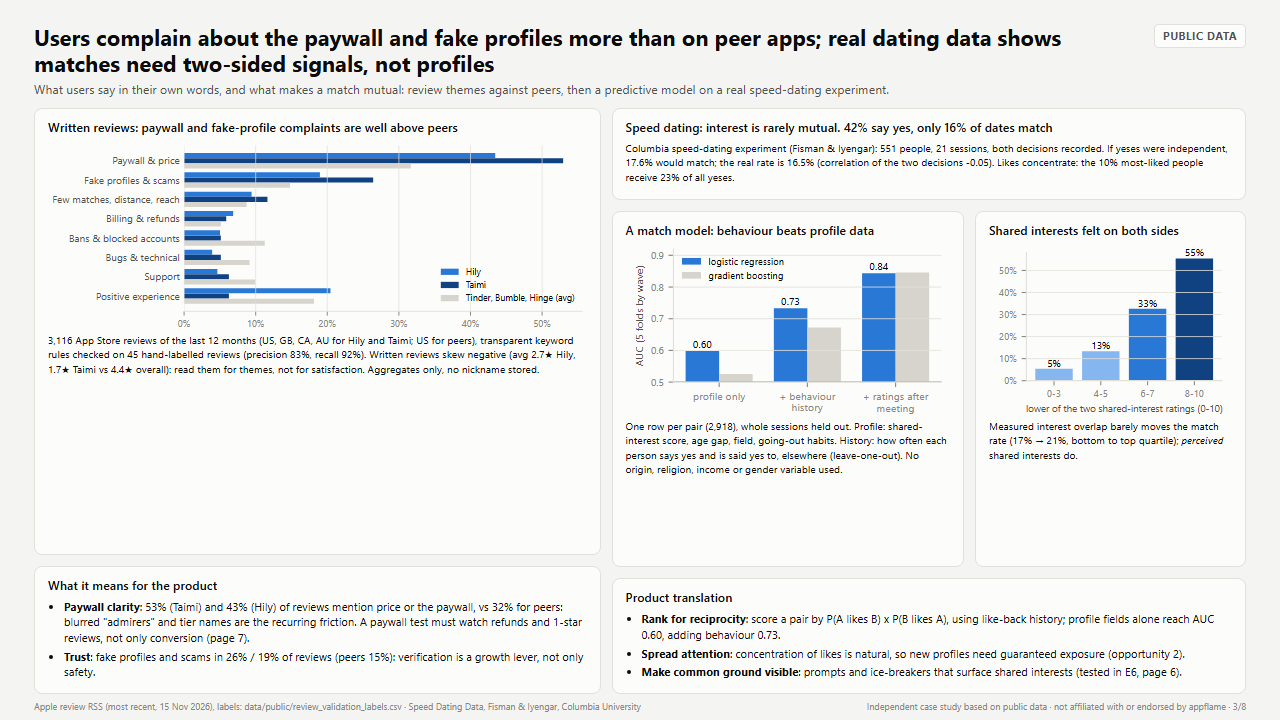 Users complain about the paywall and fake profiles more than on peer apps; real dating data shows
matches need two-sided signals, not profiles
PUBLIC DATA
What users say in their own words, and what makes a match mutual: review themes against peers, then a predictive model on a real speed-dating experiment.
Written reviews: paywall and fake-profile complaints are well above peers
Paywall & price
Fake profiles & scams
Few matches, distance, reach
Billing & refunds
Bans & blocked accounts
Bugs & technical
Support
Positive experience
Hily
Taimi
Tinder, Bumble, Hinge (avg)
0% 10% 20% 30% 40% 50%
3,116 App Store reviews of the last 12 months (US, GB, CA, AU for Hily and Taimi; US for peers), transparent keyword
rules checked on 45 hand-labelled reviews (precision 83%, recall 92%). Written reviews skew negative (avg 2.7★ Hily,
1.7★ Taimi vs 4.4★ overall): read them for themes, not for satisfaction. Aggregates only, no nickname stored.
What it means for the product
• Paywall clarity: 53% (Taimi) and 43% (Hily) of reviews mention price or the paywall, vs 32% for peers:
blurred “admirers” and tier names are the recurring friction. A paywall test must watch refunds and 1-star
reviews, not only conversion (page 7).
• Trust: fake profiles and scams in 26% / 19% of reviews (peers 15%): verification is a growth lever, not only
safety.
Speed dating: interest is rarely mutual. 42% say yes, only 16% of dates match
Columbia speed-dating experiment (Fisman & Iyengar): 551 people, 21 sessions, both decisions recorded. If yeses were independent,
17.6% would match; the real rate is 16.5% (correlation of the two decisions -0.05). Likes concentrate: the 10% most-liked people
receive 23% of all yeses.
A match model: behaviour beats profile data
AUC (5 folds by wave)
0.9
0.8
0.7
0.6
0.5
logistic regression
gradient boosting
0.60
0.73
0.84
profile only
+ behaviour
history
+ ratings after
meeting
One row per pair (2,918), whole sessions held out. Profile: shared-
interest score, age gap, field, going-out habits. History: how often each
person says yes and is said yes to, elsewhere (leave-one-out). No
origin, religion, income or gender variable used.
Shared interests felt on both sides
50%
40%
30%
20%
10%
0%
5%
13%
33%
55%
0-3 4-5 6-7 8-10
lower of the two shared-interest ratings (0-10)
Measured interest overlap barely moves the match
rate (17% → 21%, bottom to top quartile); perceived
shared interests do.
Product translation
• Rank for reciprocity: score a pair by P(A likes B) x P(B likes A), using like-back history; profile fields alone reach AUC
0.60, adding behaviour 0.73.
• Spread attention: concentration of likes is natural, so new profiles need guaranteed exposure (opportunity 2).
• Make common ground visible: prompts and ice-breakers that surface shared interests (tested in E6, page 6).
Apple review RSS (most recent, 15 Nov 2026), labels: data/public/review_validation_labels.csv · Speed Dating Data, Fisman & Iyengar, Columbia University
Independent case study based on public data · not affiliated with or endorsed by appflame · 3/8